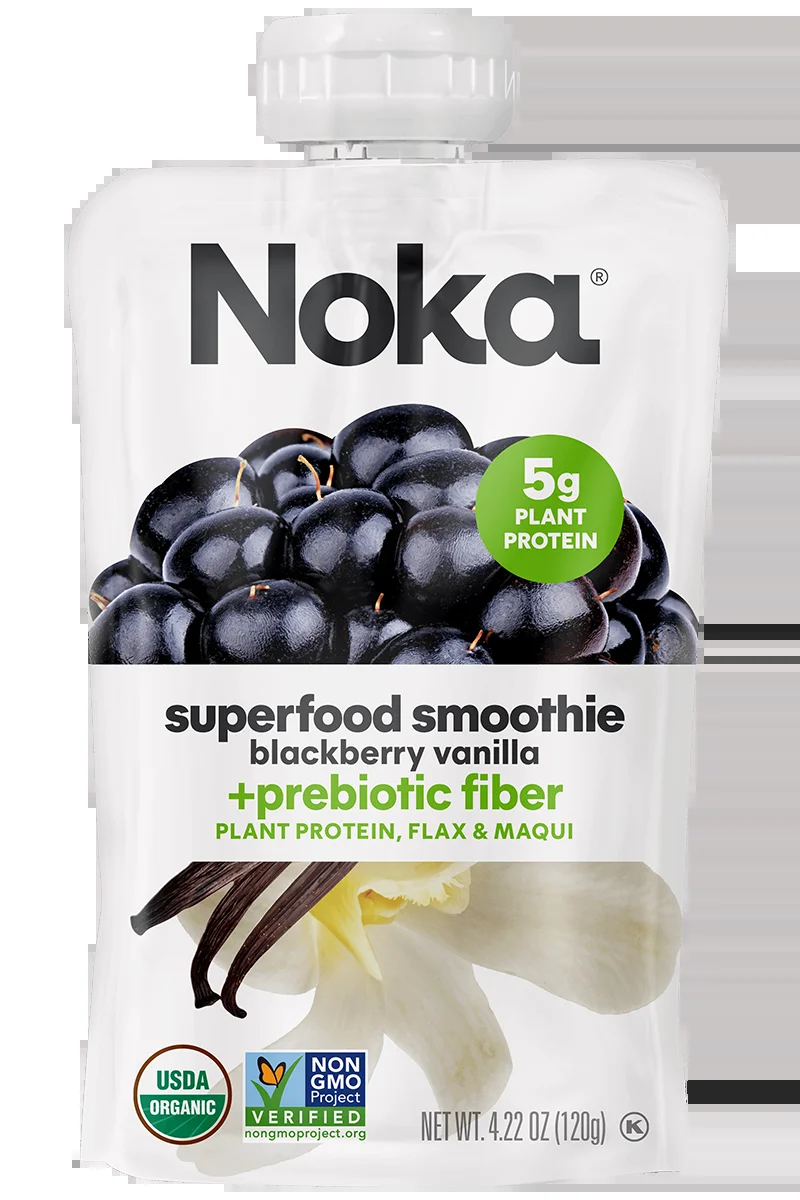 Noka®
5g
PLANT
PROTEIN
superfood smoothie
blackberry vanilla
+prebiotic fiber
PLANT PROTEIN, FLAX & MAQUI
USDA
ORGANIC
NON
GMO
Project
VERIFIED
nongmoproject.org
NET WT. 4.22 OZ (120g)
K